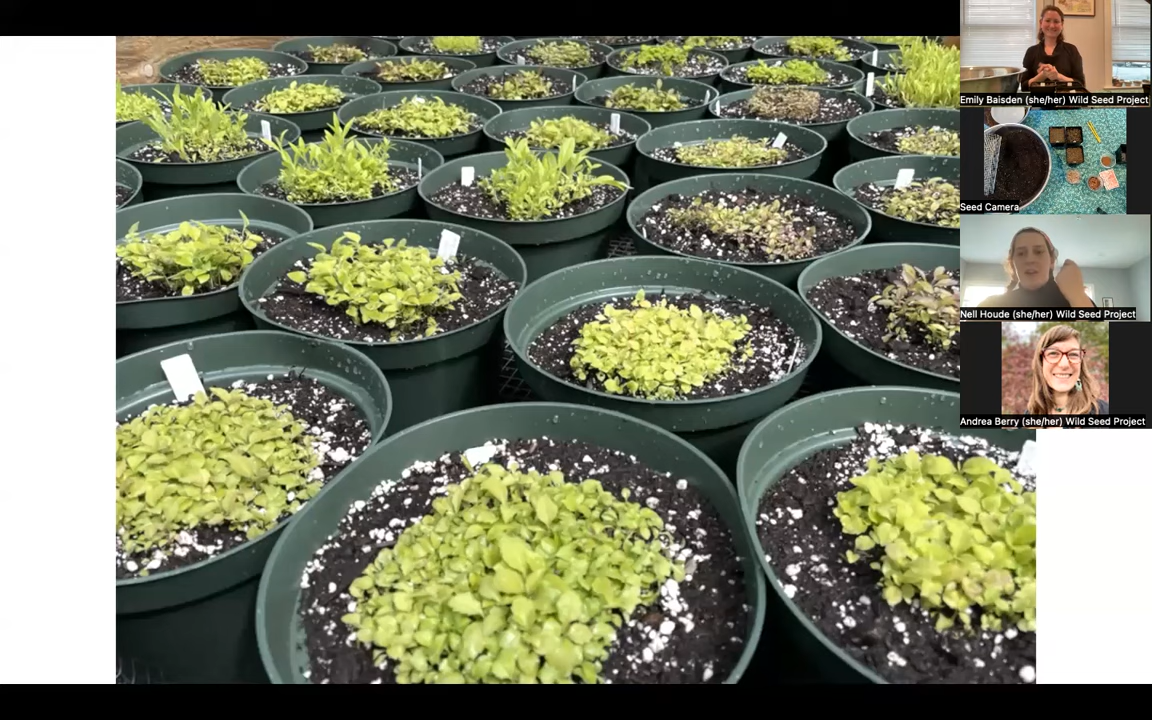 Emily Baisden (she/her) Wild Seed Project
Seed Camera
Nell Houde (she/her) Wild Seed Project
Andrea Berry (she/her) Wild Seed Project